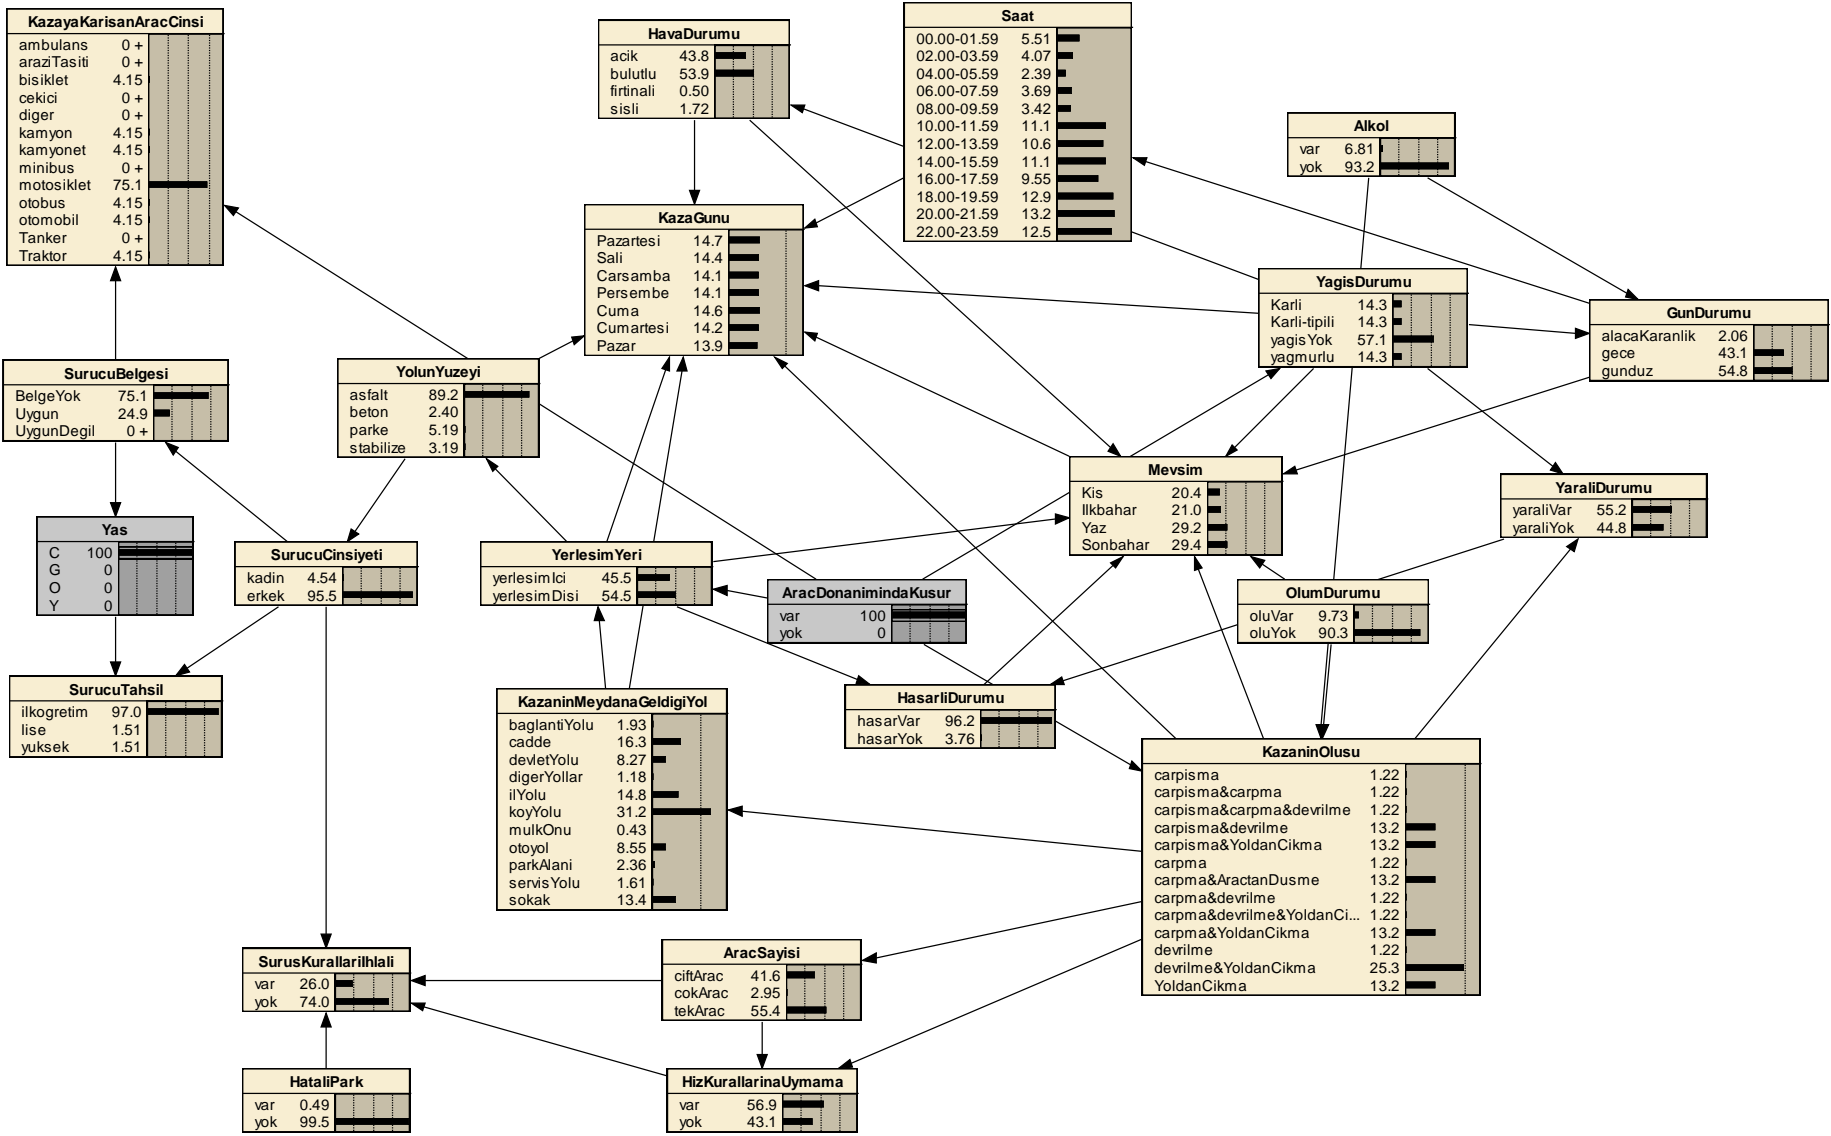 KazayaKarisanAracCinsi
ambulans 0 +
araziTasiti 0 +
bisiklet 4.15
cekici 0 +
diger 0 +
kamyon 4.15
kamyonet 4.15
minibus 0 +
motosiklet 75.1
otobus 4.15
otomobil 4.15
Tanker 0 +
Traktor 4.15
HavaDurumu
acik 43.8
bulutlu 53.9
firtinali 0.50
sisli 1.72
Saat
00.00-01.59 5.51
02.00-03.59 4.07
04.00-05.59 2.39
06.00-07.59 3.69
08.00-09.59 3.42
10.00-11.59 11.1
12.00-13.59 10.6
14.00-15.59 11.1
16.00-17.59 9.55
18.00-19.59 12.9
20.00-21.59 13.2
22.00-23.59 12.5
Alkol
var 6.81
yok 93.2
KazaGunu
Pazartesi 14.7
Sali 14.4
Carsamba 14.1
Persembe 14.1
Cuma 14.6
Cumartesi 14.2
Pazar 13.9
YagisDurumu
Karli 14.3
Karli-tipili 14.3
yagisYok 57.1
yagmurlu 14.3
GunDurumu
alacaKaranlik 2.06
gece 43.1
gunduz 54.8
SurucuBelgesi
BelgeYok 75.1
Uygun 24.9
UygunDegil 0 +
YolunYuzeyi
asfalt 89.2
beton 2.40
parke 5.19
stabilize 3.19
Mevsim
Kis 20.4
Ilkbahar 21.0
Yaz 29.2
Sonbahar 29.4
YaraliDurumu
yaraliVar 55.2
yaraliYok 44.8
Yas
C 100
G 0
O 0
Y 0
SurucuCinsiyeti
kadin 4.54
erkek 95.5
YerlesimYeri
yerlesimIci 45.5
yerlesimDisi 54.5
AracDonanimindaKusur
var 100
yok 0
OlumDurumu
oluVar 9.73
oluYok 90.3
SurucuTahsil
ilkogretim 97.0
lise 1.51
yuksek 1.51
KazaninMeydanaGeldigiYol
baglantiYolu 1.93
cadde 16.3
devletYolu 8.27
digerYollar 1.18
ilYolu 14.8
koyYolu 31.2
mulkOnu 0.43
otoyol 8.55
parkAlani 2.36
servisYolu 1.61
sokak 13.4
HasarliDurumu
hasarVar 96.2
hasarYok 3.76
KazaninOlusu
carpisma 1.22
carpisma&carpma 1.22
carpisma&carpma&devrilme 1.22
carpisma&devrilme 13.2
carpisma&YoldanCikma 13.2
carpma 1.22
carpma&AractanDusme 13.2
carpma&devrilme 1.22
carpma&devrilme&YoldanCi... 1.22
carpma&YoldanCikma 13.2
devrilme 1.22
devrilme&YoldanCikma 25.3
YoldanCikma 13.2
SurusKurallariIhlali
var 26.0
yok 74.0
AracSayisi
ciftArac 41.6
cokArac 2.95
tekArac 55.4
HataliPark
var 0.49
yok 99.5
HizKurallarinaUymama
var 56.9
yok 43.1